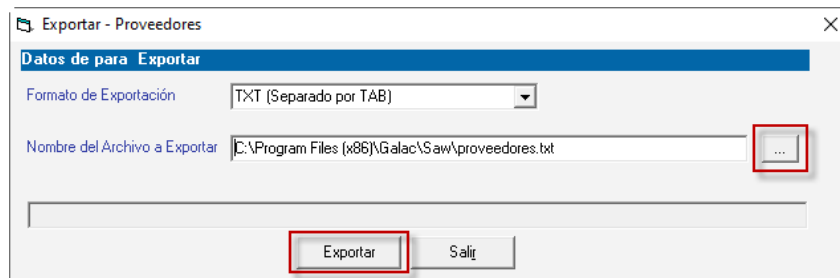 Exportar - Proveedores
Datos de para Exportar
Formato de Exportación TXT (Separado por TAB)
Nombre del Archivo a Exportar C:\Program Files (x86)\Galac\Saw\proveedores.txt ...
Exportar Salir